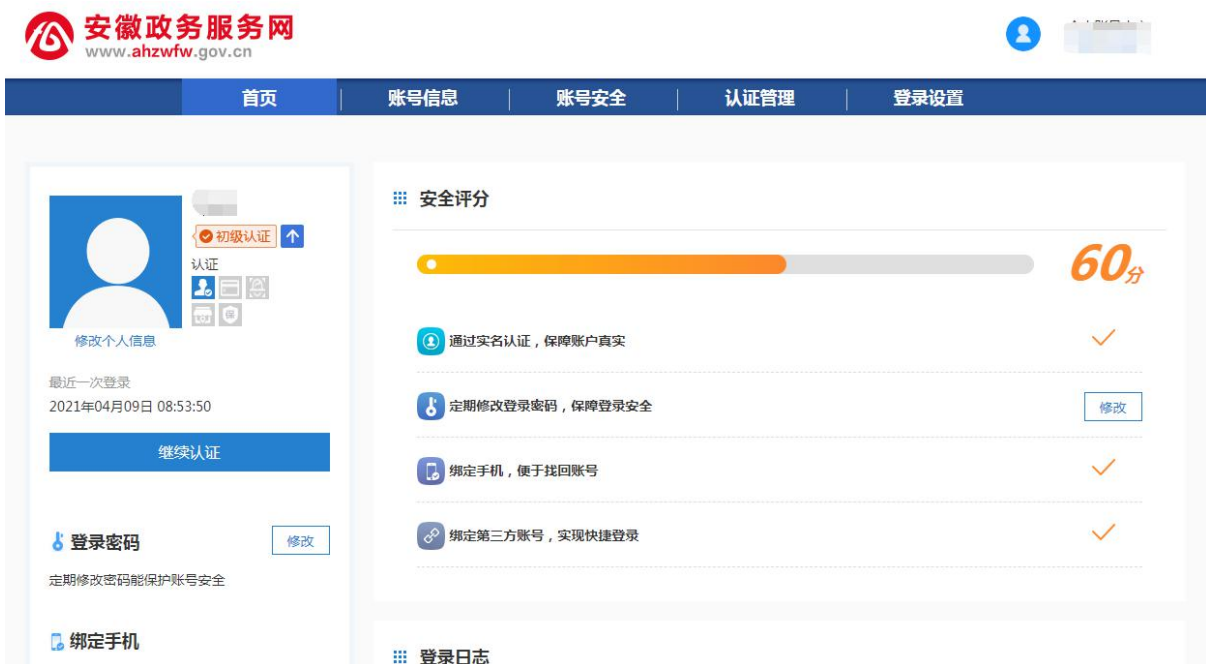 安徽政务服务网
www.ahzwfw.gov.cn
首页 账号信息 账号安全 认证管理 登录设置
初级认证
认证
保
修改个人信息
最近一次登录
2021年04月09日 08:53:50
继续认证
登录密码 修改
定期修改密码能保护账号安全
绑定手机
安全评分
60分
通过实名认证，保障账户真实
定期修改登录密码，保障登录安全 修改
绑定手机，便于找回账号
绑定第三方账号，实现快捷登录
登录日志